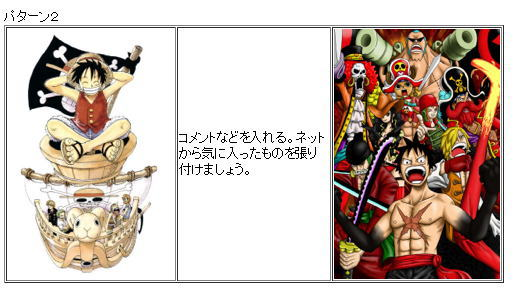 パターン２
コメントなどを入れる。ネット
から気に入ったものを張り
付けましょう。